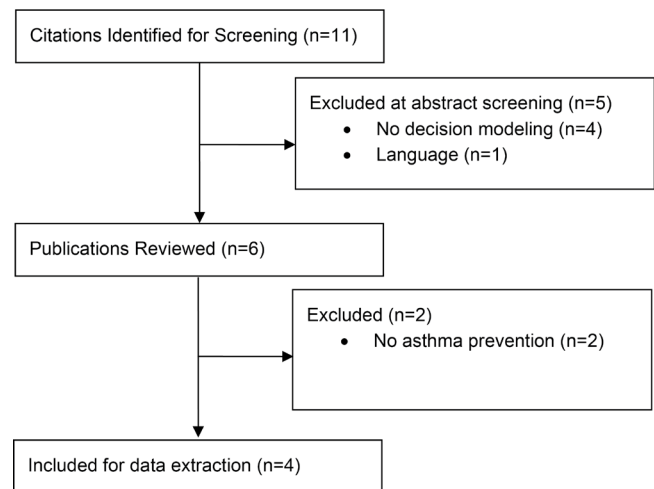 Citations Identified for Screening (n=11)
Excluded at abstract screening (n=5)
• No decision modeling (n=4)
• Language (n=1)
Publications Reviewed (n=6)
Excluded (n=2)
• No asthma prevention (n=2)
Included for data extraction (n=4)